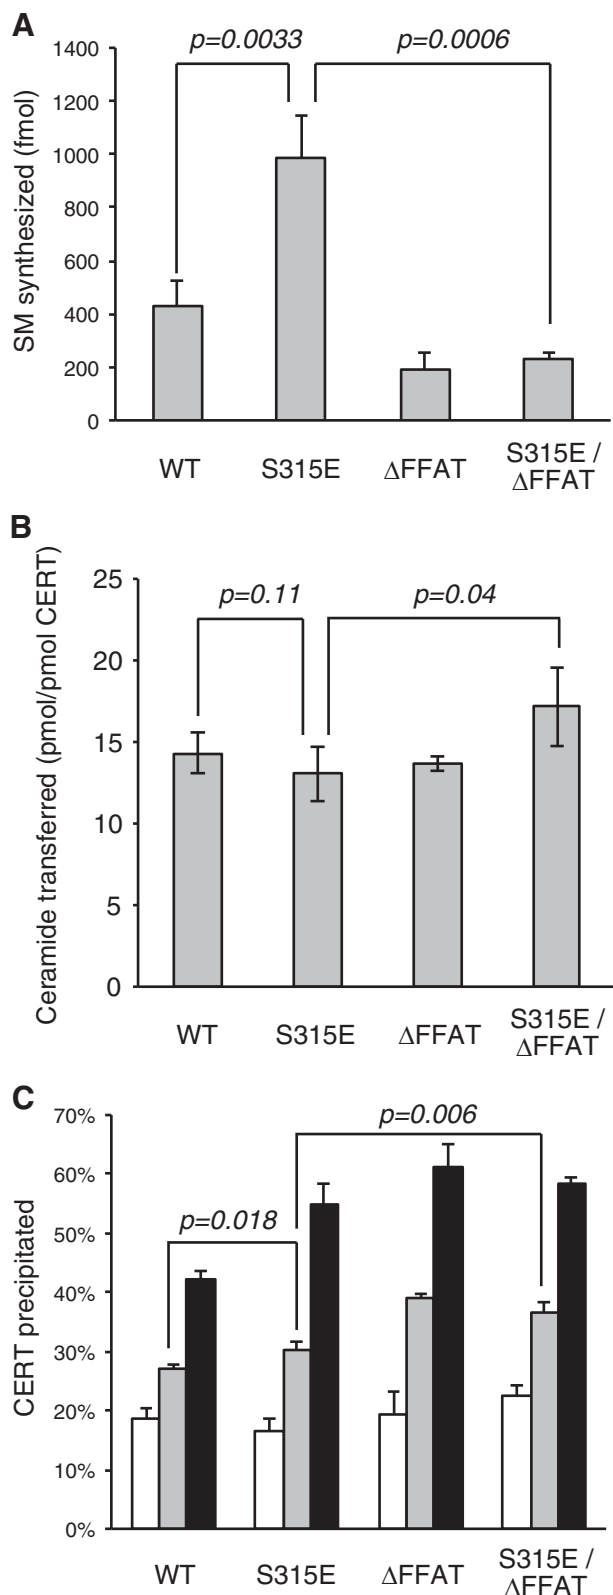 A
p=0.0033 p=0.0006
SM synthesized (fmol)
1400
1200
1000
800
600
400
200
0
WT S315E ΔFFAT S315E /
ΔFFAT
B
p=0.11 p=0.04
Ceramide transferred (pmol/pmol CERT)
25
20
15
10
5
0
WT S315E ΔFFAT S315E /
ΔFFAT
C
p=0.006
p=0.018
CERT precipitated
70%
60%
50%
40%
30%
20%
10%
0%
WT S315E ΔFFAT S315E /
ΔFFAT